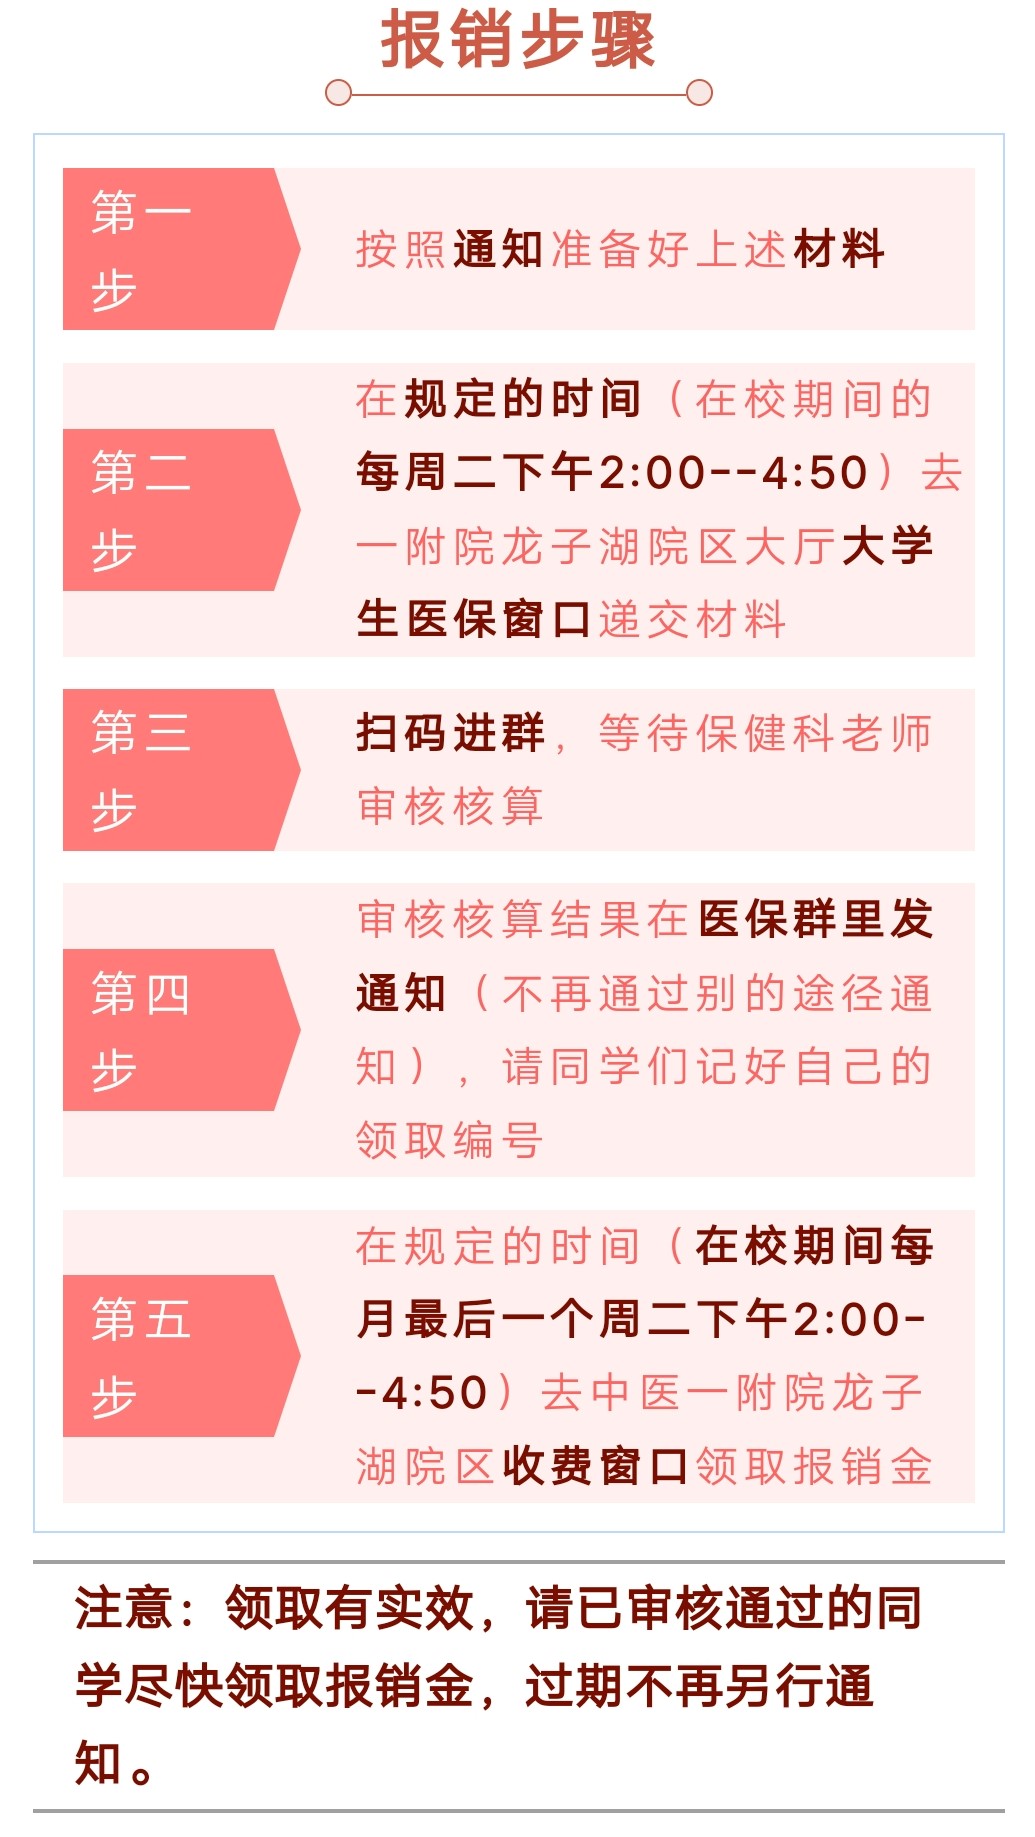 报销步骤
第一
步
按照通知准备好上述材料
第二
步
在规定的时间（在校期间的
每周二下午2:00--4:50）去
一附院龙子湖院区大厅大学
生医保窗口递交材料
第三
步
扫码进群，等待保健科老师
审核核算
第四
步
审核核算结果在医保群里发
通知（不再通过别的途径通
知），请同学们记好自己的
领取编号
第五
步
在规定的时间（在校期间每
月最后一个周二下午2:00-
-4:50）去中医一附院龙子
湖院区收费窗口领取报销金
注意：领取有实效，请已审核通过的同
学尽快领取报销金，过期不再另行通
知。